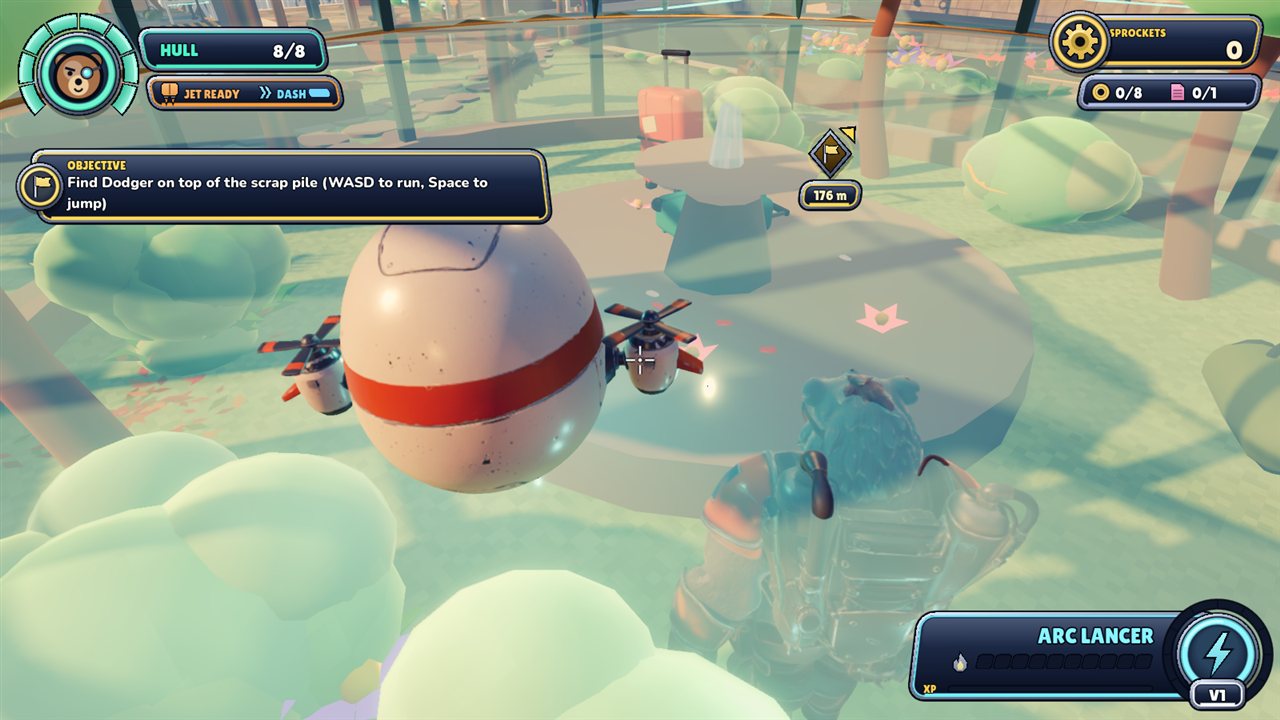 HULL 8/8
JET READY DASH
SPROCKETS
0
0/8 0/1
OBJECTIVE
Find Dodger on top of the scrap pile (WASD to run, Space to
jump)
176 m
ARC LANCER
XP
V1